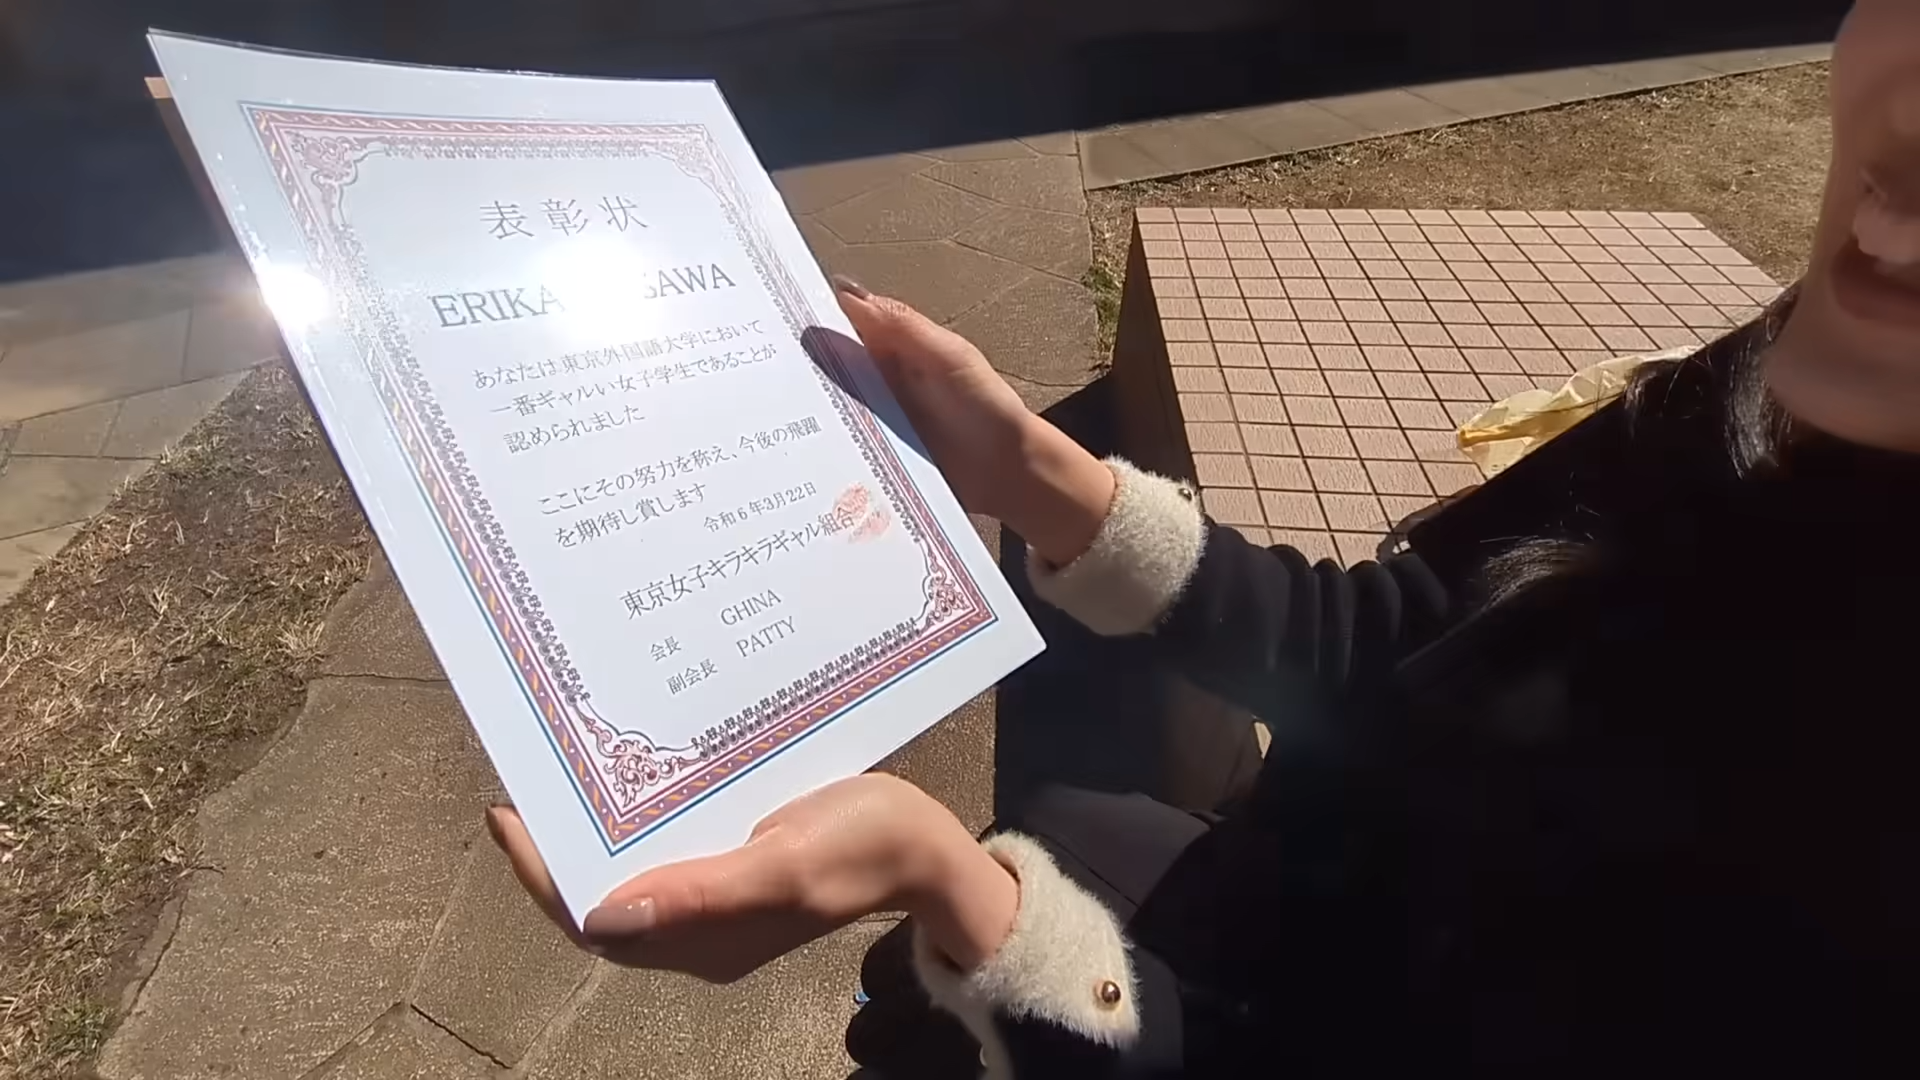 表彰状
ERIKA SAWA
あなたは東京外国語大学において
一番ギャルい女子学生であることが
認められました
ここにその努力を称え、今後の飛躍
を期待し賞します
令和6年3月22日
東京女子キラキラギャル組合
会長 GHINA
副会長 PATTY